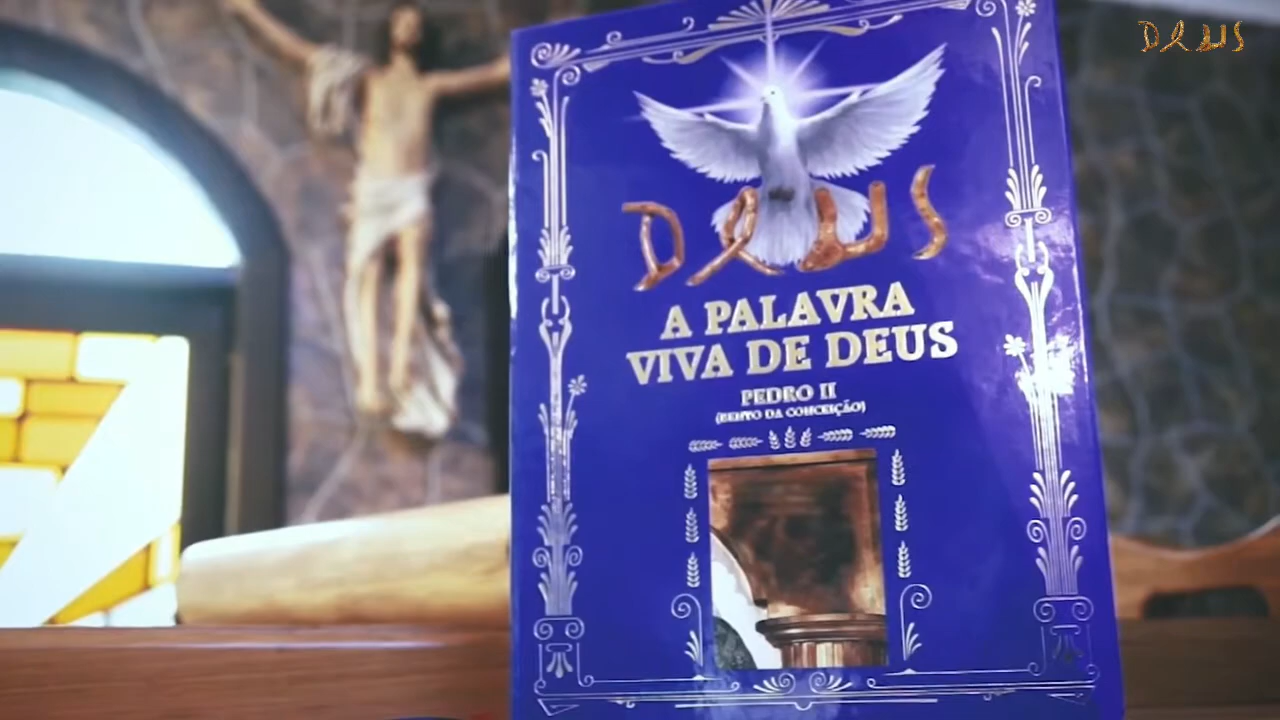 DeUS
DeUS
A PALAVRA
VIVA DE DEUS
PEDRO II
(BENTO DA CONCEIÇÃO)